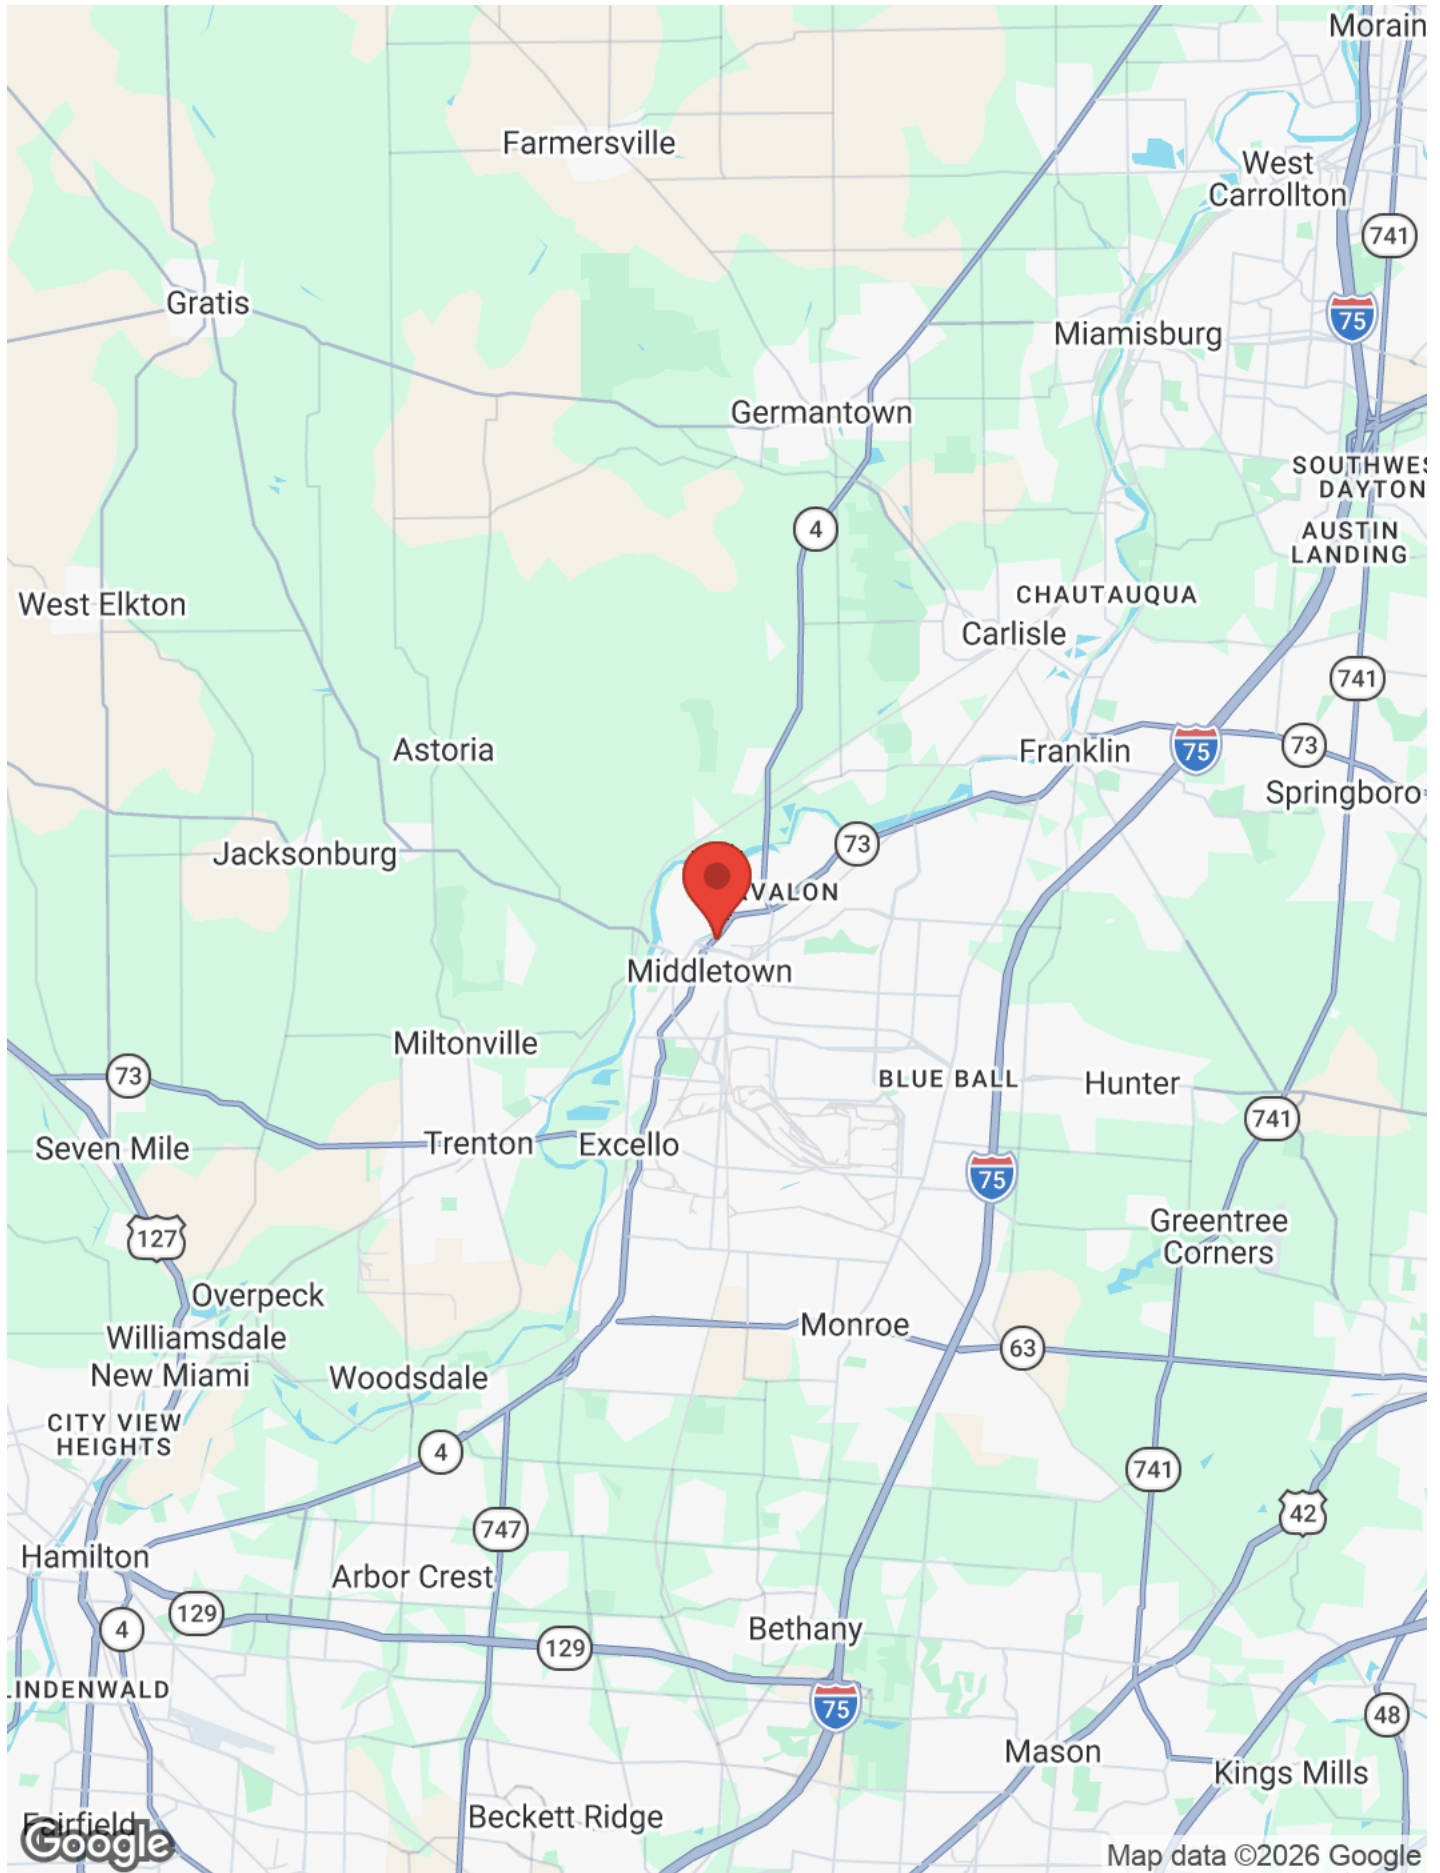 Morain
Farmersville
West
Carrollton
741
Gratis
75
Miamisburg
Germantown
SOUTHWES
DAYTON
4
AUSTIN
LANDING
CHAUTAUQUA
West Elkton
Carlisle
741
Astoria
Franklin
75
73
Springboro
Jacksonburg
73
AVALON
Middletown
Miltonville
73
BLUE BALL
Hunter
741
Seven Mile
Trenton
Excello
75
127
Greentree
Corners
Overpeck
Monroe
Williamsdale
63
New Miami
Woodsdale
CITY VIEW
HEIGHTS
4
741
42
747
Hamilton
Arbor Crest
129
4
129
Bethany
LINDENWALD
75
48
Mason
Kings Mills
Beckett Ridge
Fairfield
Google
Map data ©2026 Google